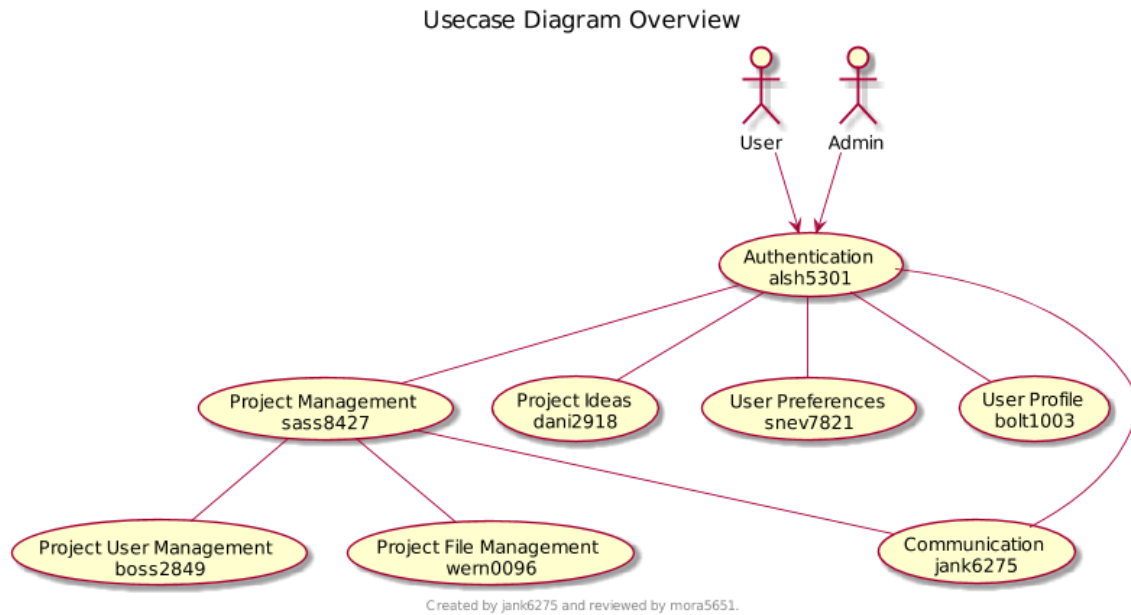 Usecase Diagram Overview
User
Admin
Authentication
alsh5301
Project Management
sass8427
Project Ideas
dani2918
User Preferences
snev7821
User Profile
bolt1003
Project User Management
boss2849
Project File Management
wern0096
Communication
jank6275
Created by jank6275 and reviewed by mora5651.